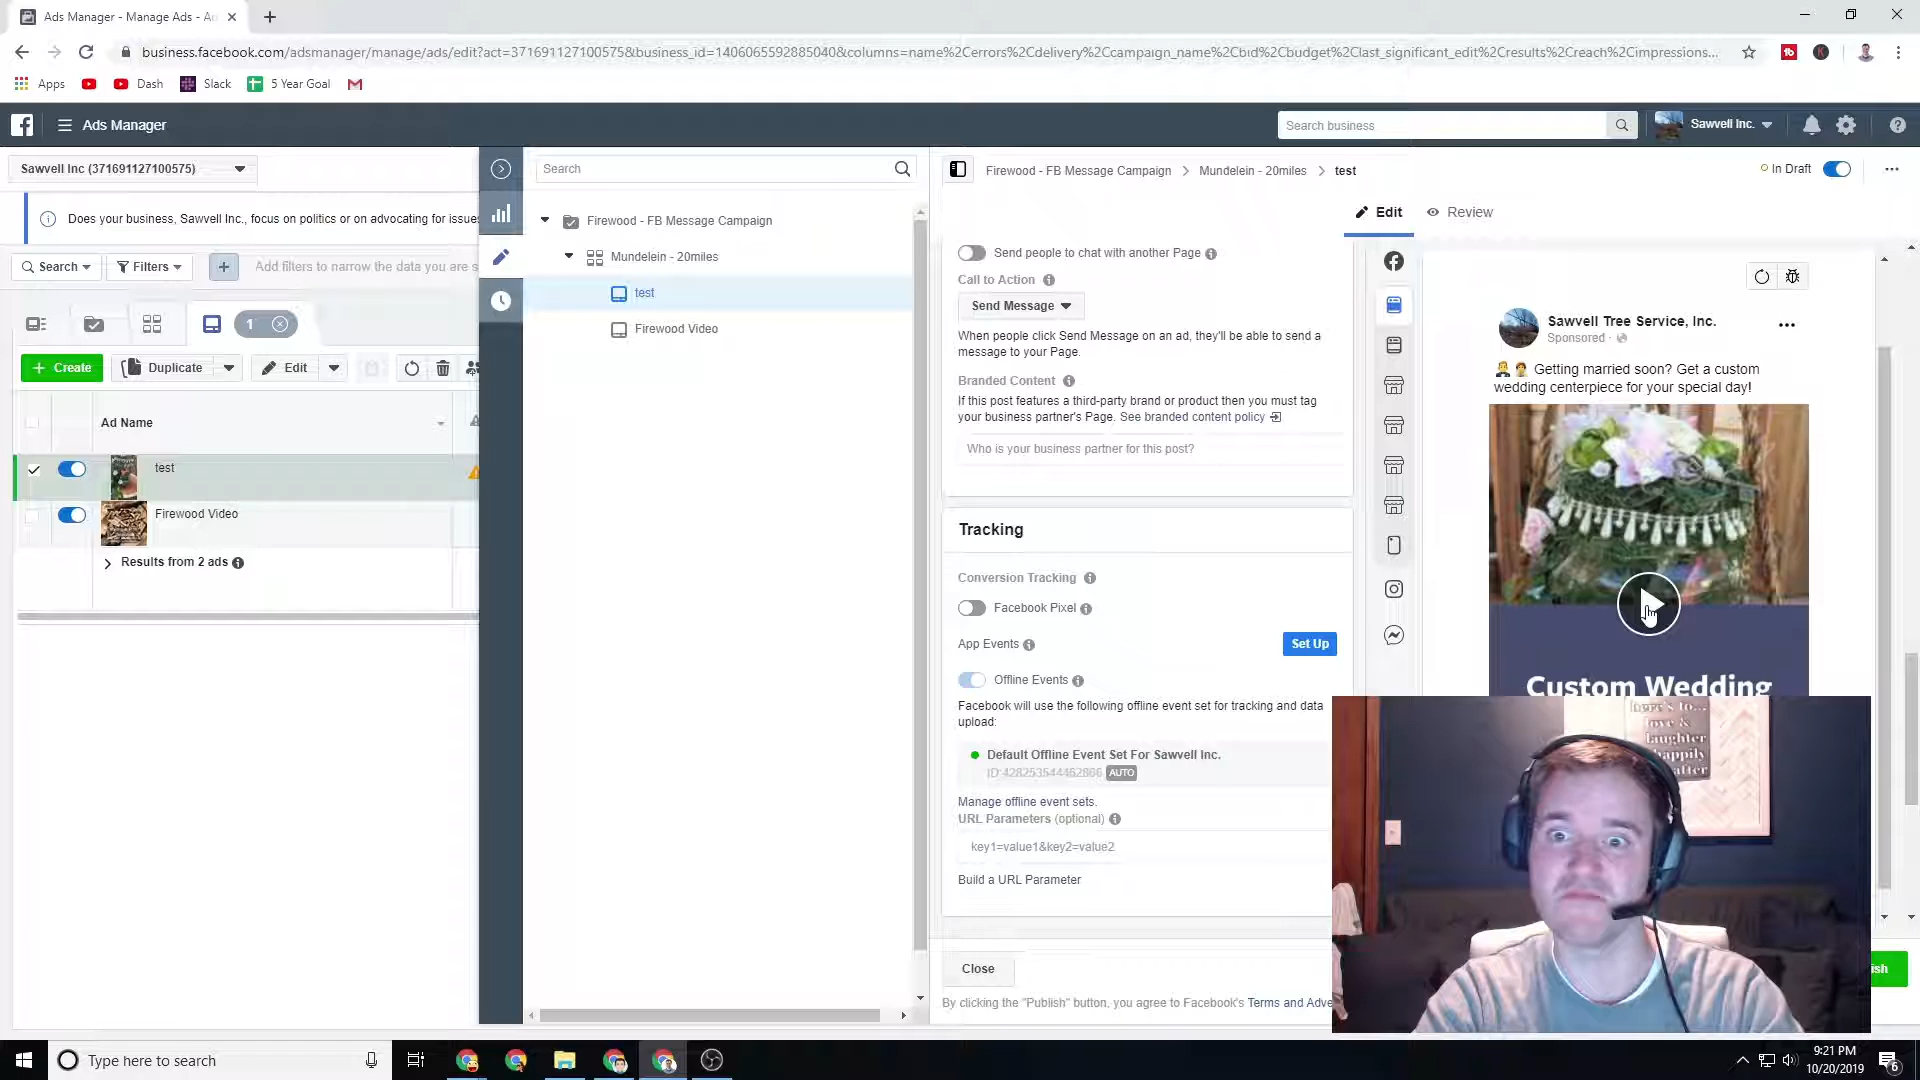 Ads Manager - Manage Ads - An
business.facebook.com/adsmanager/manage/ads/edit?act=371691127100575&business_id=1406065592885040&columns=name%2Cerrors%2Cdelivery%2Ccampaign_name%2Cbid%2Cbudget%2Clast_significant_edit%2Cresults%2Creach%2Cimpressions...
Apps
Dash
Slack
5 Year Goal
Ads Manager
Search business
Sawvell Inc.
Sawvell Inc (371691127100575)
Search
Firewood - FB Message Campaign
Mundelein - 20miles
test
In Draft
Does your business, Sawvell Inc., focus on politics or on advocating for issues
Edit
Review
Firewood - FB Message Campaign
Mundelein - 20miles
test
Firewood Video
Search
Filters
Add filters to narrow the data you are s
1
Create
Duplicate
Edit
Ad Name
test
Firewood Video
Results from 2 ads
Send people to chat with another Page
Call to Action
Send Message
When people click Send Message on an ad, they'll be able to send a
message to your Page.
Branded Content
If this post features a third-party brand or product then you must tag
your business partner's Page. See branded content policy
Who is your business partner for this post?
Tracking
Conversion Tracking
Facebook Pixel
App Events
Set Up
Offline Events
Facebook will use the following offline event set for tracking and data
upload:
Default Offline Event Set For Sawvell Inc.
ID:428253544462866 AUTO
Manage offline event sets.
URL Parameters (optional)
key1=value1&key2=value2
Build a URL Parameter
Close
ish
By clicking the "Publish" button, you agree to Facebook's Terms and Adve
Sawvell Tree Service, Inc.
Sponsored
Getting married soon? Get a custom
wedding centerpiece for your special day!
Custom Wedding
here's to...
love &
laughter
happily
after
Type here to search
9:21 PM
10/20/2019
6